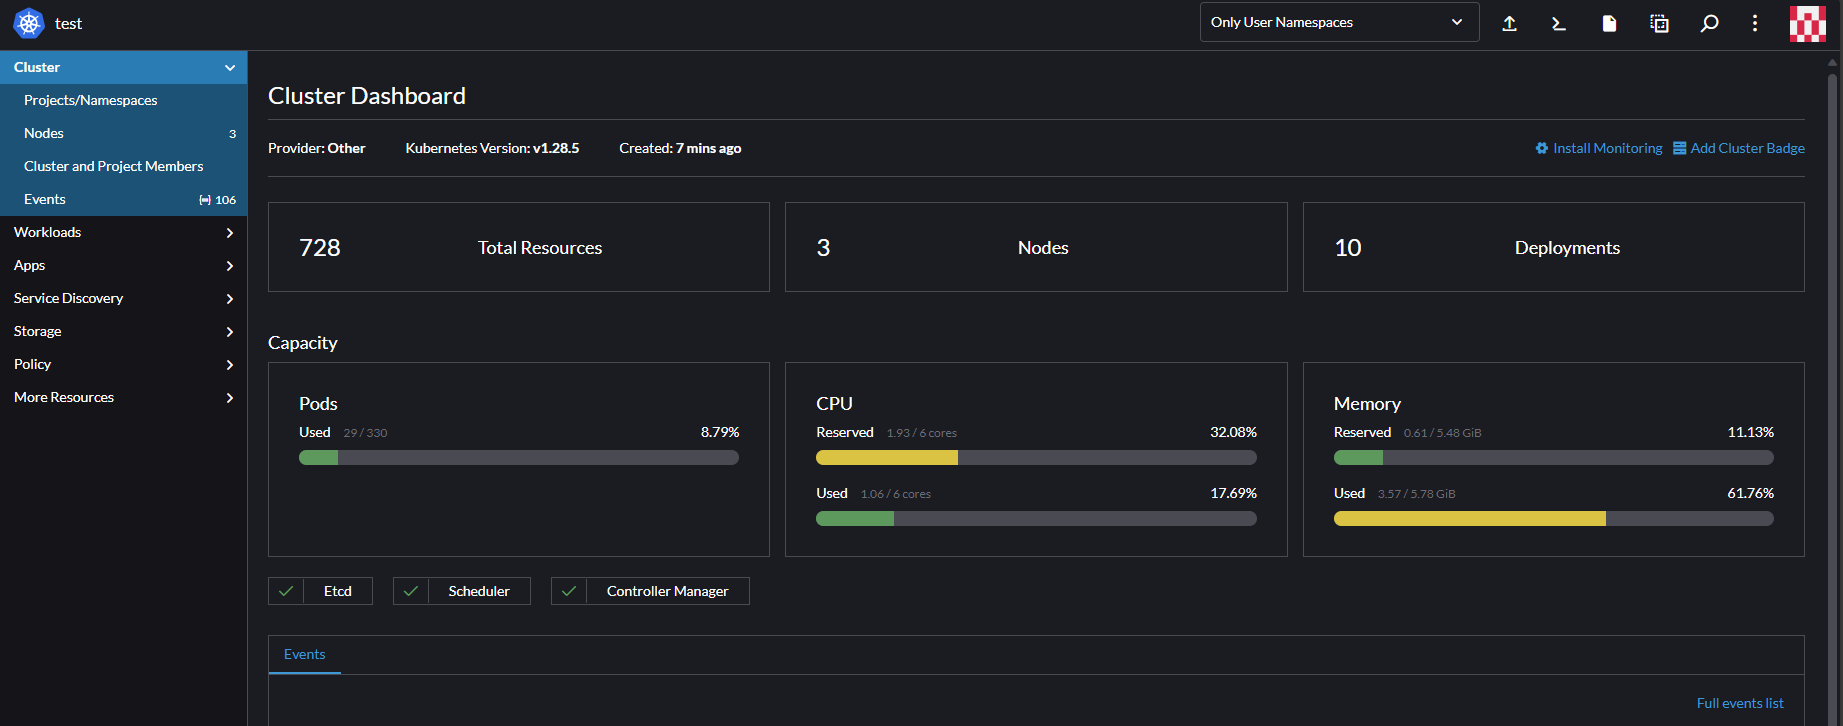 test
Only User Namespaces
Cluster
Projects/Namespaces
Nodes 3
Cluster and Project Members
Events 106
Workloads
Apps
Service Discovery
Storage
Policy
More Resources
Cluster Dashboard
Provider: Other Kubernetes Version: v1.28.5 Created: 7 mins ago Install Monitoring Add Cluster Badge
728 Total Resources 3 Nodes 10 Deployments
Capacity
Pods
Used 29 / 330 8.79%
CPU
Reserved 1.93 / 6 cores 32.08%
Used 1.06 / 6 cores 17.69%
Memory
Reserved 0.61 / 5.48 GiB 11.13%
Used 3.57 / 5.78 GiB 61.76%
Etcd Scheduler Controller Manager
Events
Full events list